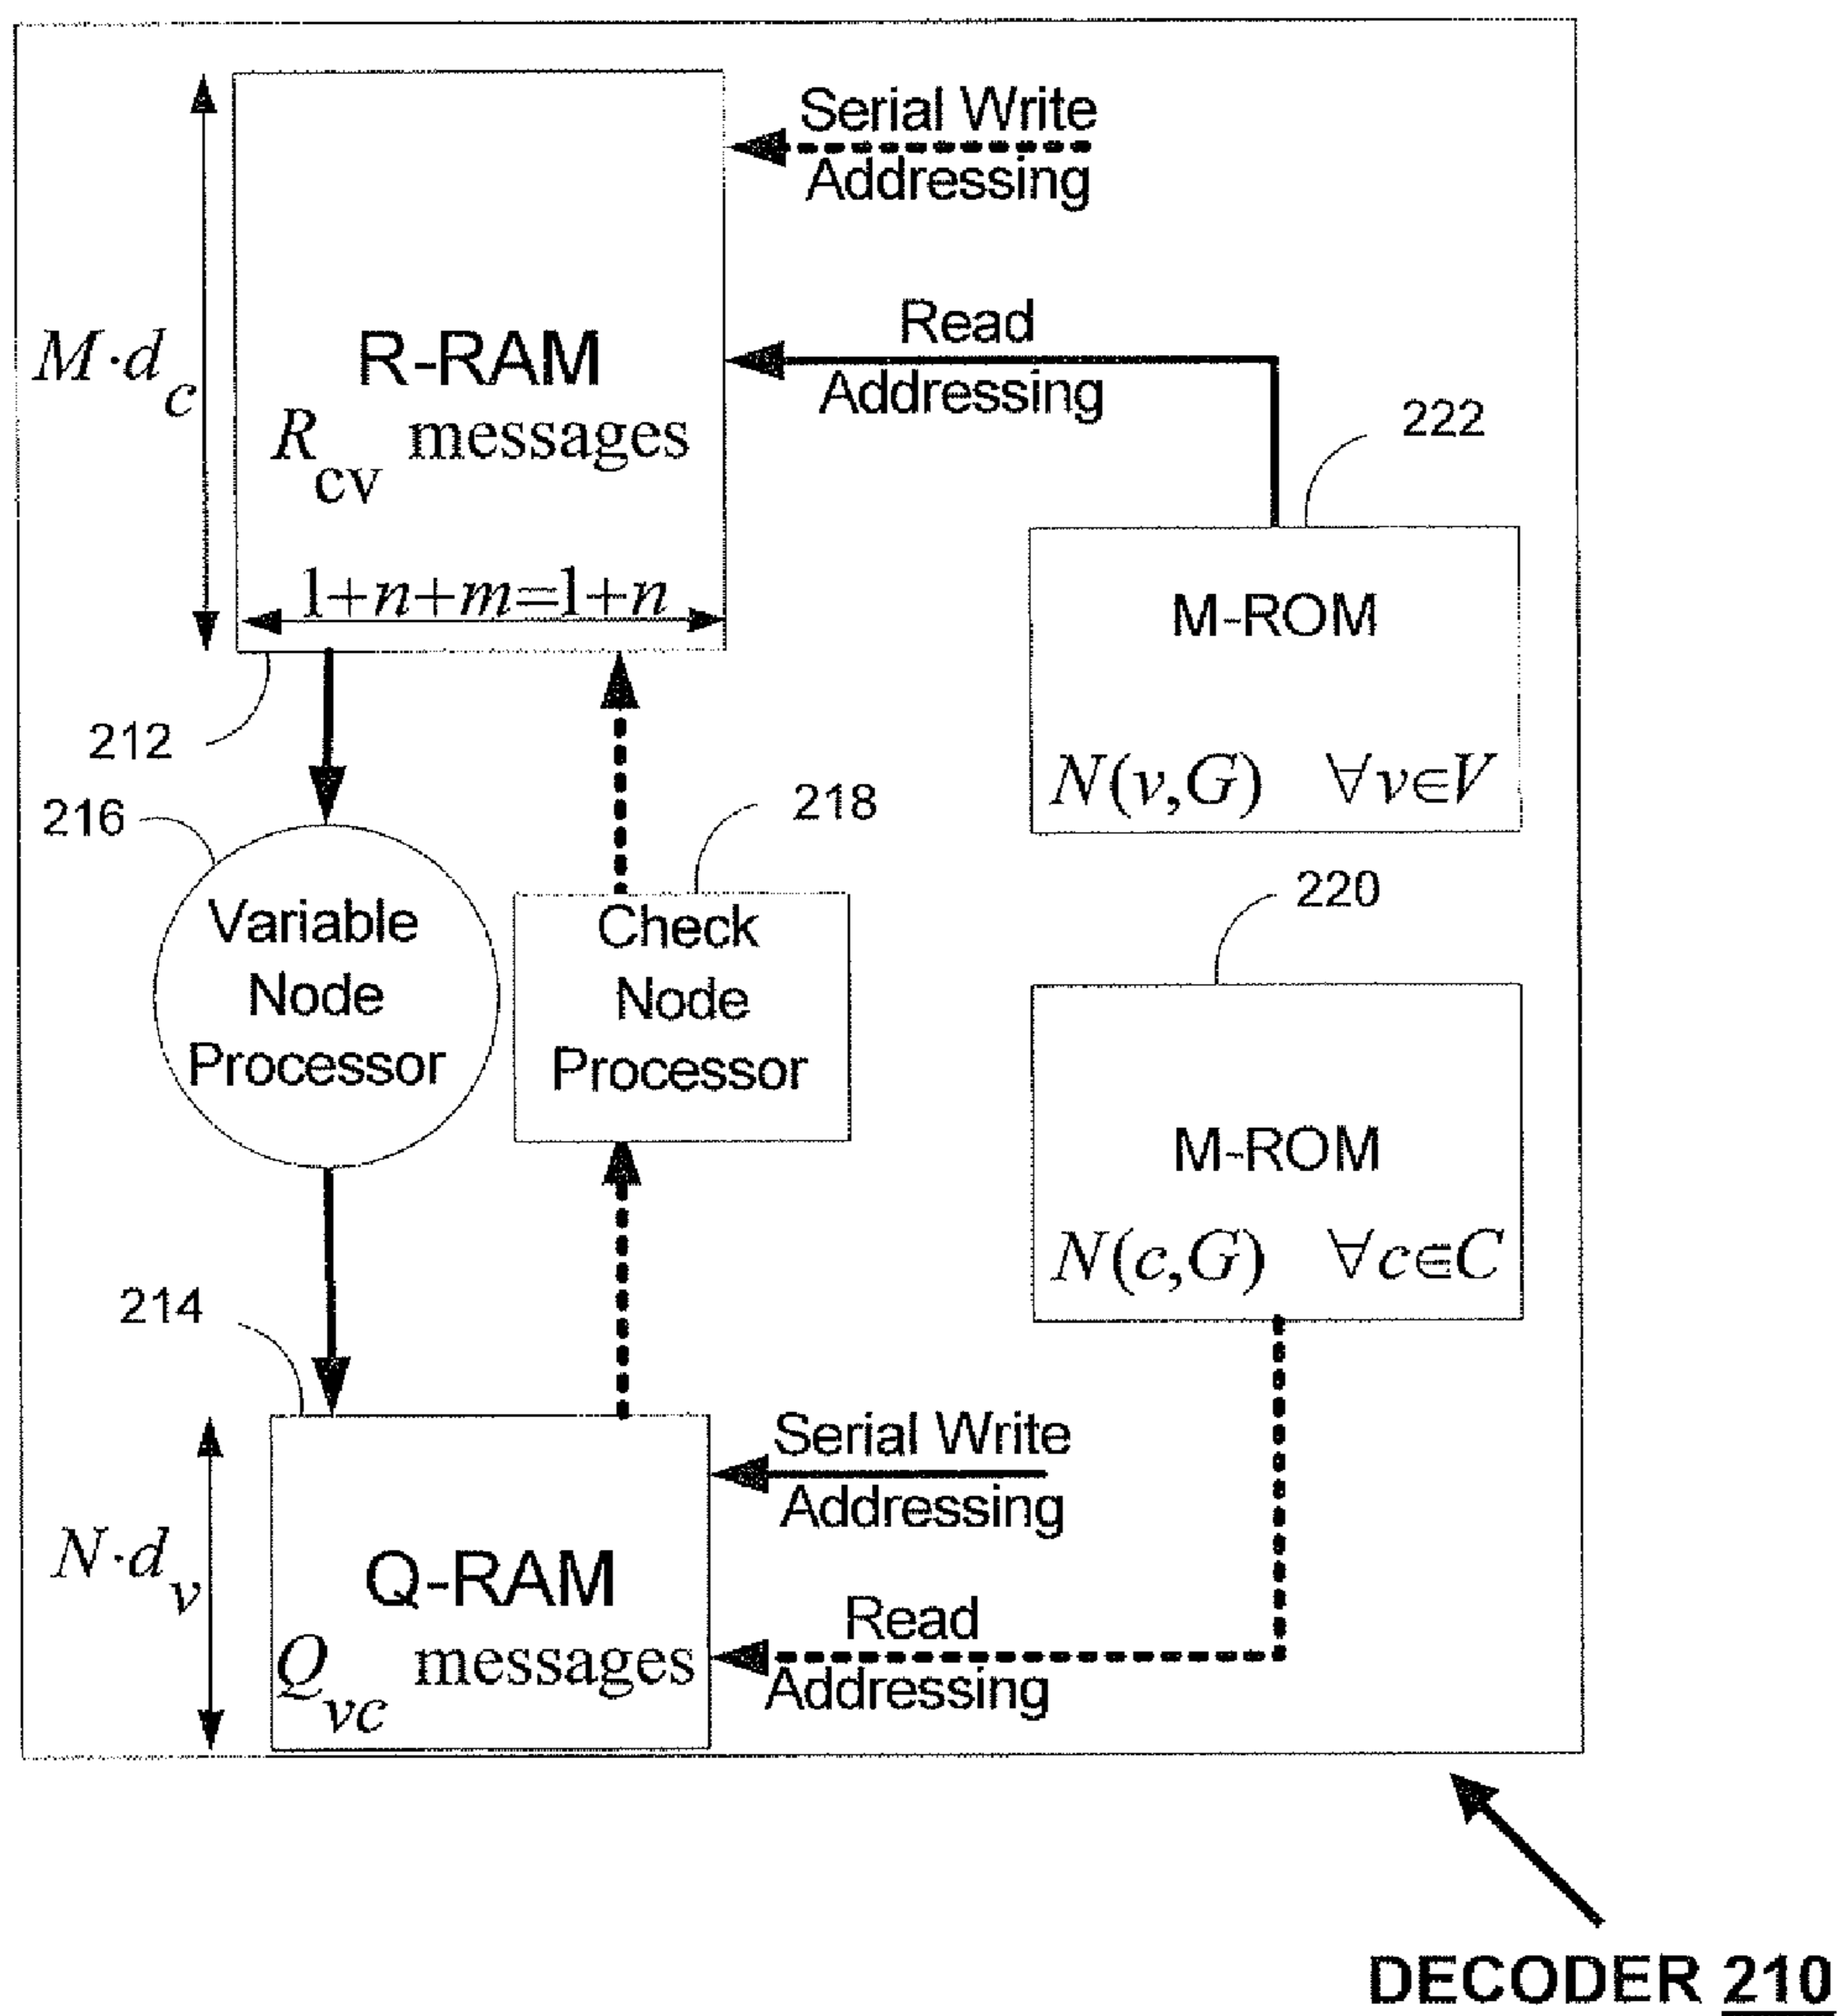 Serial Write
Addressing
R-RAM
R_cv messages
M·d_c
1+n+m=1+n
Read
Addressing
222
M-ROM
N(v,G) ∀v∈V
212
216
Variable
Node
Processor
218
Check
Node
Processor
220
M-ROM
N(c,G) ∀c∈C
214
N·d_v
Q-RAM
Q_vc messages
Serial Write
Addressing
Read
Addressing
DECODER 210